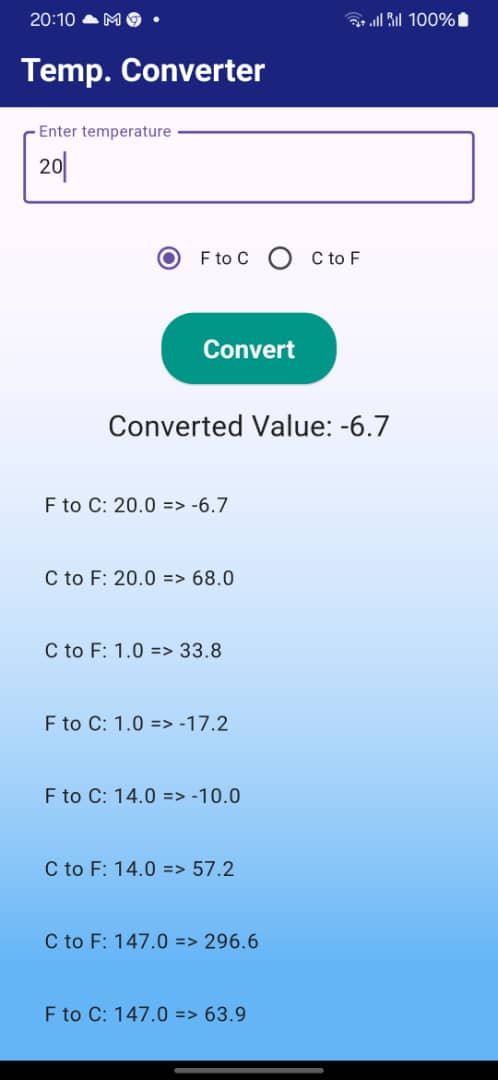 20:10 100%
Temp. Converter
Enter temperature
20
F to C C to F
Convert
Converted Value: -6.7
F to C: 20.0 => -6.7
C to F: 20.0 => 68.0
C to F: 1.0 => 33.8
F to C: 1.0 => -17.2
F to C: 14.0 => -10.0
C to F: 14.0 => 57.2
C to F: 147.0 => 296.6
F to C: 147.0 => 63.9